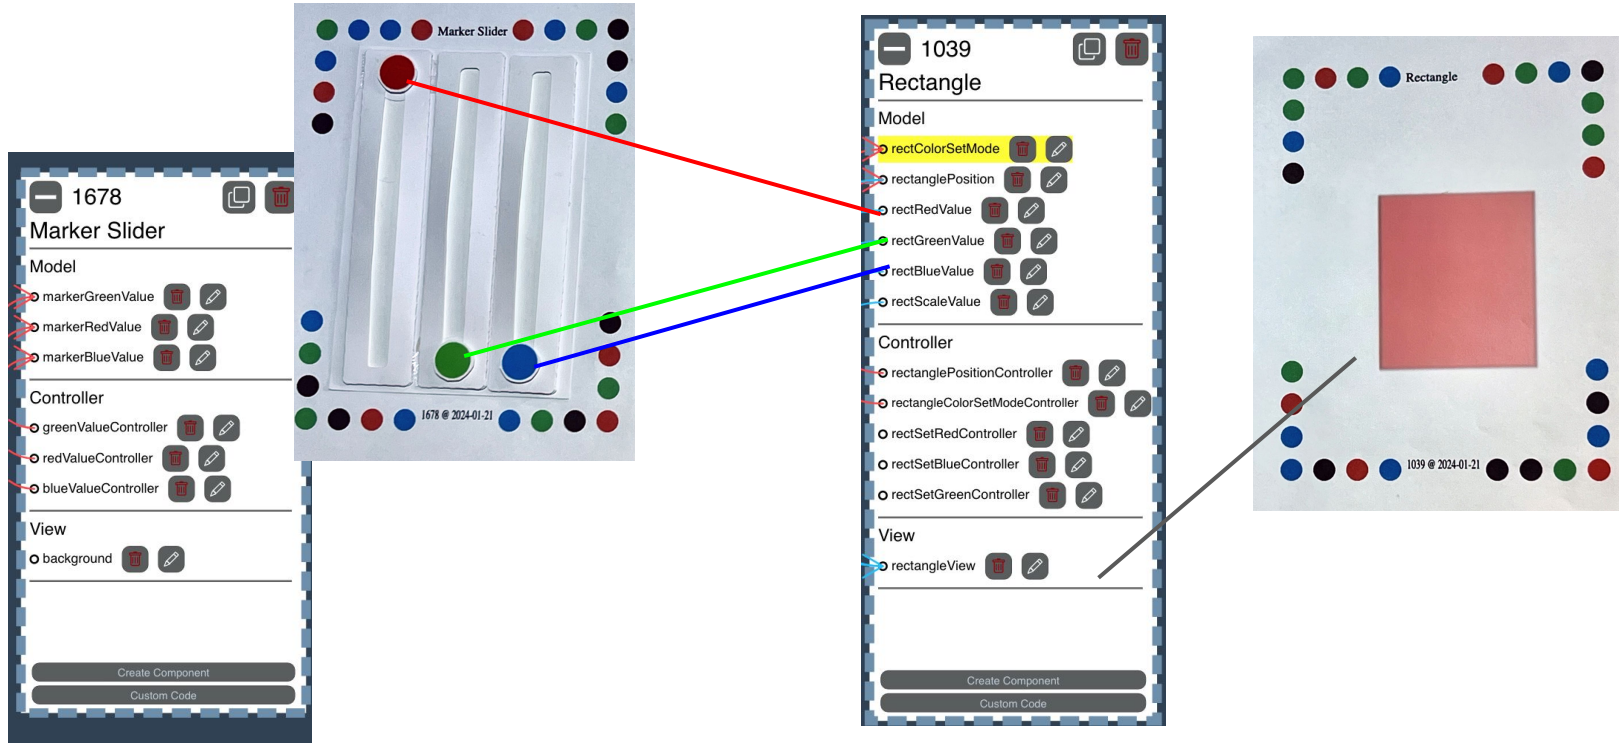 1678
Marker Slider
Model
markerGreenValue
markerRedValue
markerBlueValue
Controller
greenValueController
redValueController
blueValueController
View
background
Create Component
Custom Code
Marker Slider
1678 @ 2024-01-21
1039
Rectangle
Model
rectColorSetMode
rectanglePosition
rectRedValue
rectGreenValue
rectBlueValue
rectScaleValue
Controller
rectanglePositionController
rectangleColorSetModeController
rectSetRedController
rectSetBlueController
rectSetGreenController
View
rectangleView
Create Component
Custom Code
Rectangle
1039 @ 2024-01-21